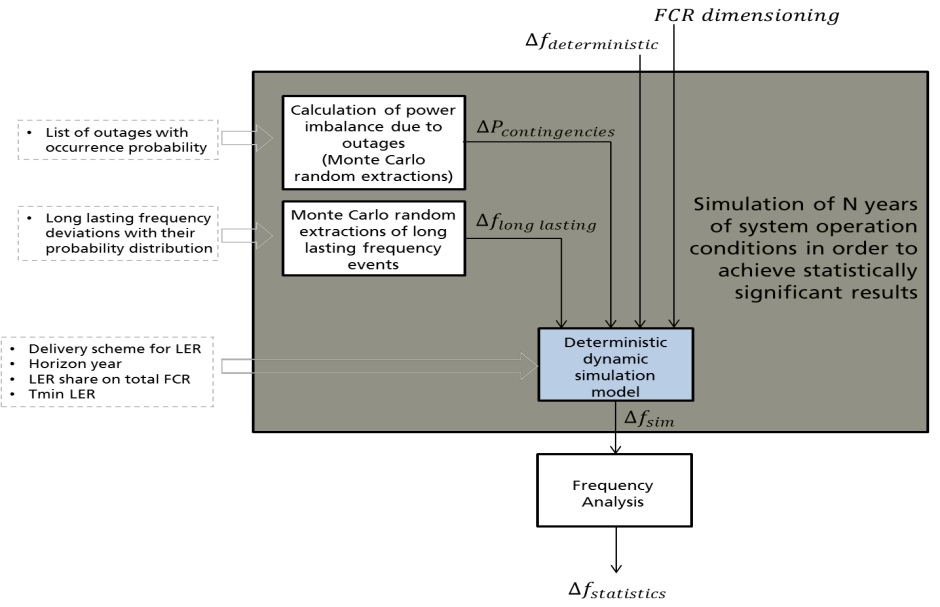 FCR dimensioning
Δf_deterministic
Calculation of power
imbalance due to
outages
(Monte Carlo
random extractions)
ΔP_contingencies
• List of outages with
occurrence probability
Monte Carlo random
extractions of long
lasting frequency
events
Δf_long lasting
• Long lasting frequency
deviations with their
probability distribution
Simulation of N years
of system operation
conditions in order to
achieve statistically
significant results
• Delivery scheme for LER
• Horizon year
• LER share on total FCR
• Tmin LER
Deterministic
dynamic
simulation
model
Δf_sim
Frequency
Analysis
Δf_statistics